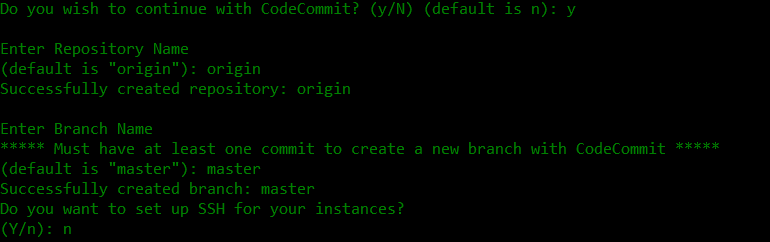 Do you wish to continue with CodeCommit? (y/N) (default is n): y
Enter Repository Name
(default is "origin"): origin
Successfully created repository: origin
Enter Branch Name
***** Must have at least one commit to create a new branch with CodeCommit *****
(default is "master"): master
Successfully created branch: master
Do you want to set up SSH for your instances?
(Y/n): n